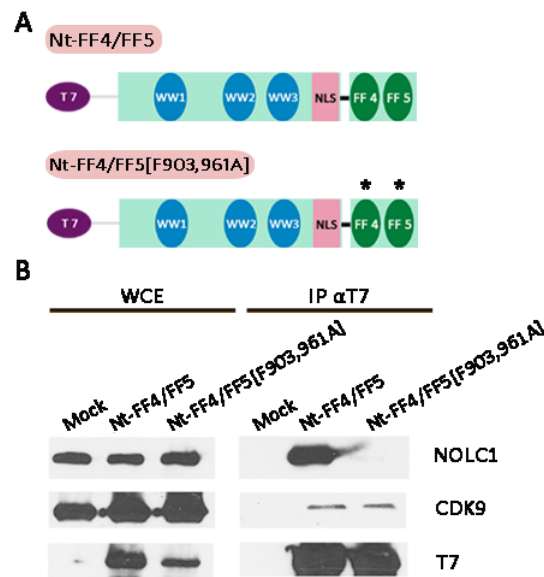 A
Nt-FF4/FF5
T7 WW1 WW2 WW3 NLS FF 4 FF 5
Nt-FF4/FF5[F903,961A]
* *
T7 WW1 WW2 WW3 NLS FF 4 FF 5
B
WCE IP αT7
Mock Nt-FF4/FF5 Nt-FF4/FF5[F903,961A] Mock Nt-FF4/FF5 Nt-FF4/FF5[F903,961A]
NOLC1
CDK9
T7